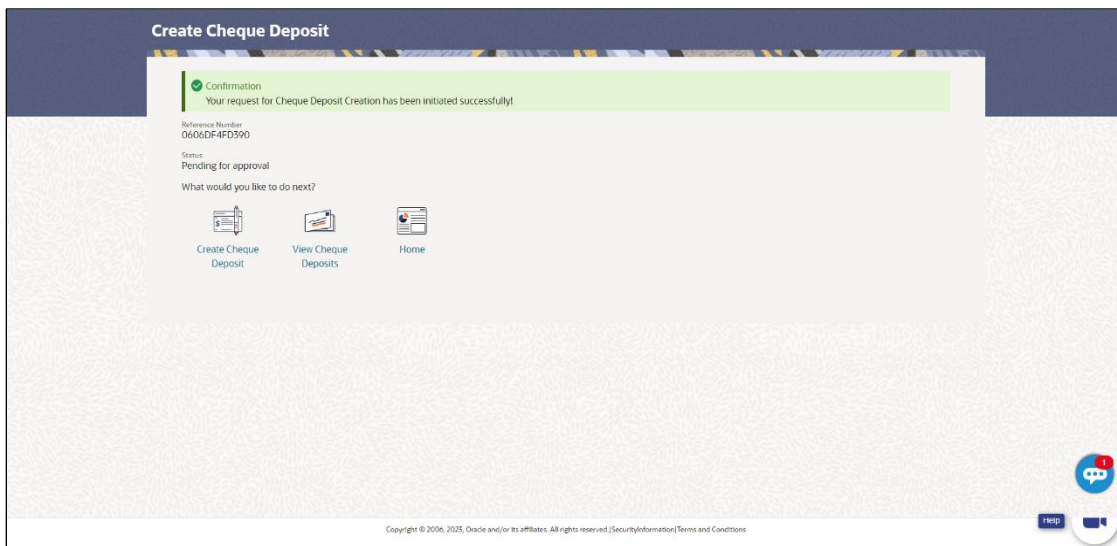 Create Cheque Deposit
Confirmation
Your request for Cheque Deposit Creation has been initiated successfully!
Reference Number
0606DF4FD390
Status
Pending for approval
What would you like to do next?
Create Cheque
Deposit
View Cheque
Deposits
Home
1
Help
Copyright © 2006, 2023, Oracle and/or its affiliates. All rights reserved.|SecurityInformation|Terms and Conditions